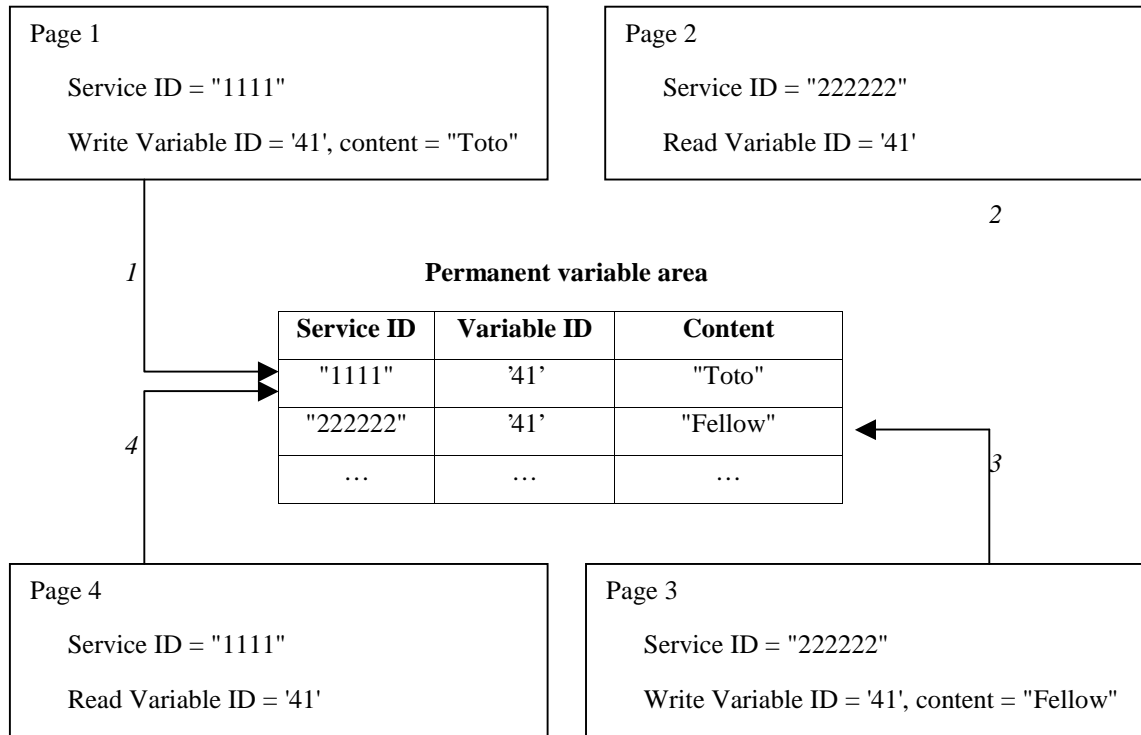 Page 1
Service ID = "1111"
Write Variable ID = '41', content = "Toto"
Page 2
Service ID = "222222"
Read Variable ID = '41'
2
1
Permanent variable area
Service ID Variable ID Content
"1111" ’41’ "Toto"
"222222" ’41’ "Fellow"
… … …
4
3
Page 4
Service ID = "1111"
Read Variable ID = '41'
Page 3
Service ID = "222222"
Write Variable ID = '41', content = "Fellow"